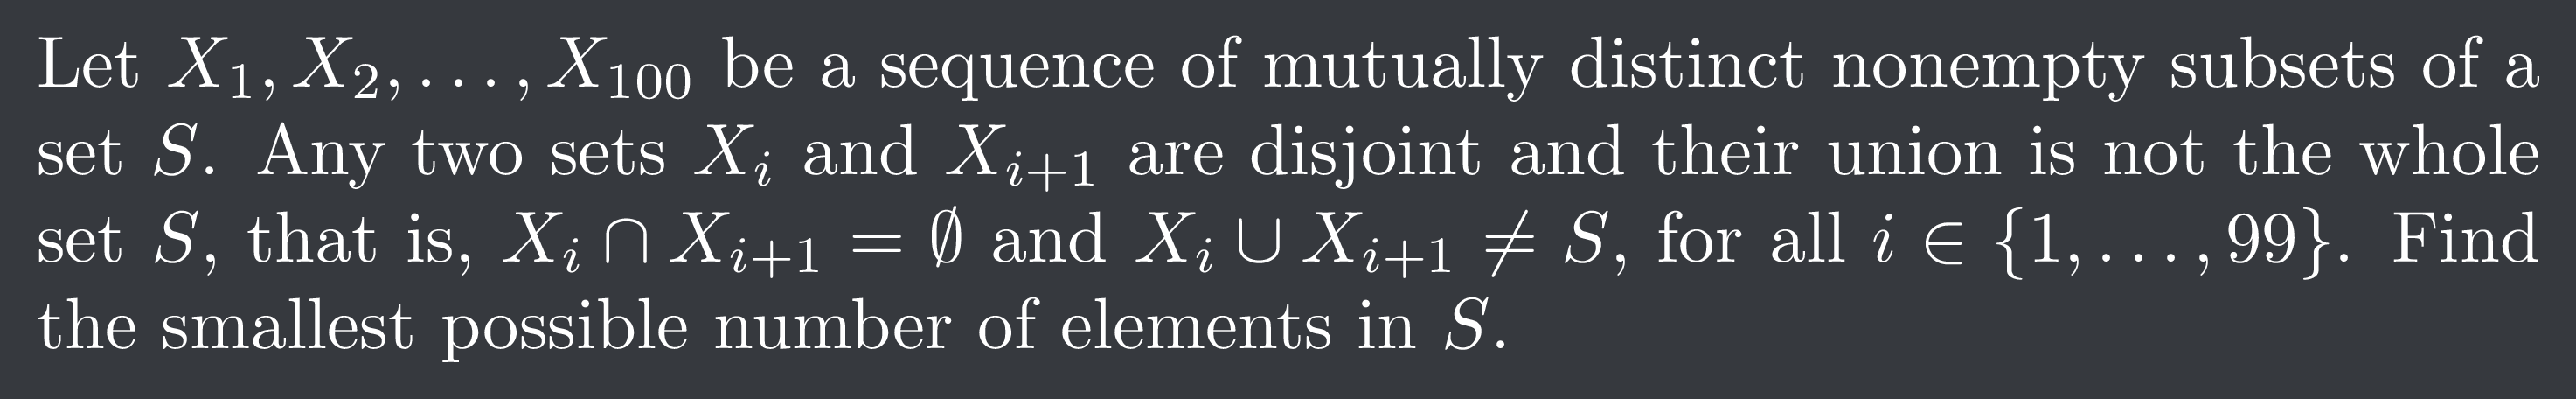 Let X₁, X₂, . . . , X₁₀₀ be a sequence of mutually distinct nonempty subsets of a
set S. Any two sets Xᵢ and Xᵢ₊₁ are disjoint and their union is not the whole
set S, that is, Xᵢ ∩ Xᵢ₊₁ = ∅ and Xᵢ ∪ Xᵢ₊₁ ≠ S, for all i ∈ {1, . . . , 99}. Find
the smallest possible number of elements in S.